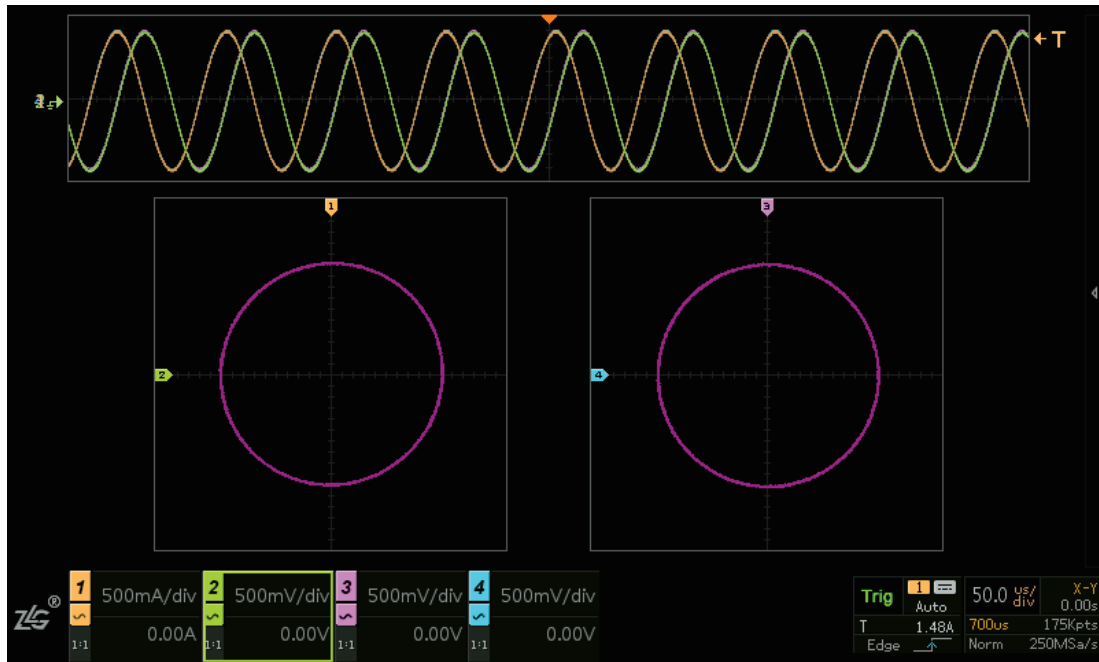 T
1
2
3
4
ZLG®
1 500mA/div 2 500mV/div 3 500mV/div 4 500mV/div
1:1 0.00A 1:1 0.00V 1:1 0.00V 1:1 0.00V
Trig 1 Auto
T 1.48A
Edge
50.0 us/div X-Y 0.00s
700us 175Kpts
Norm 250MSa/s